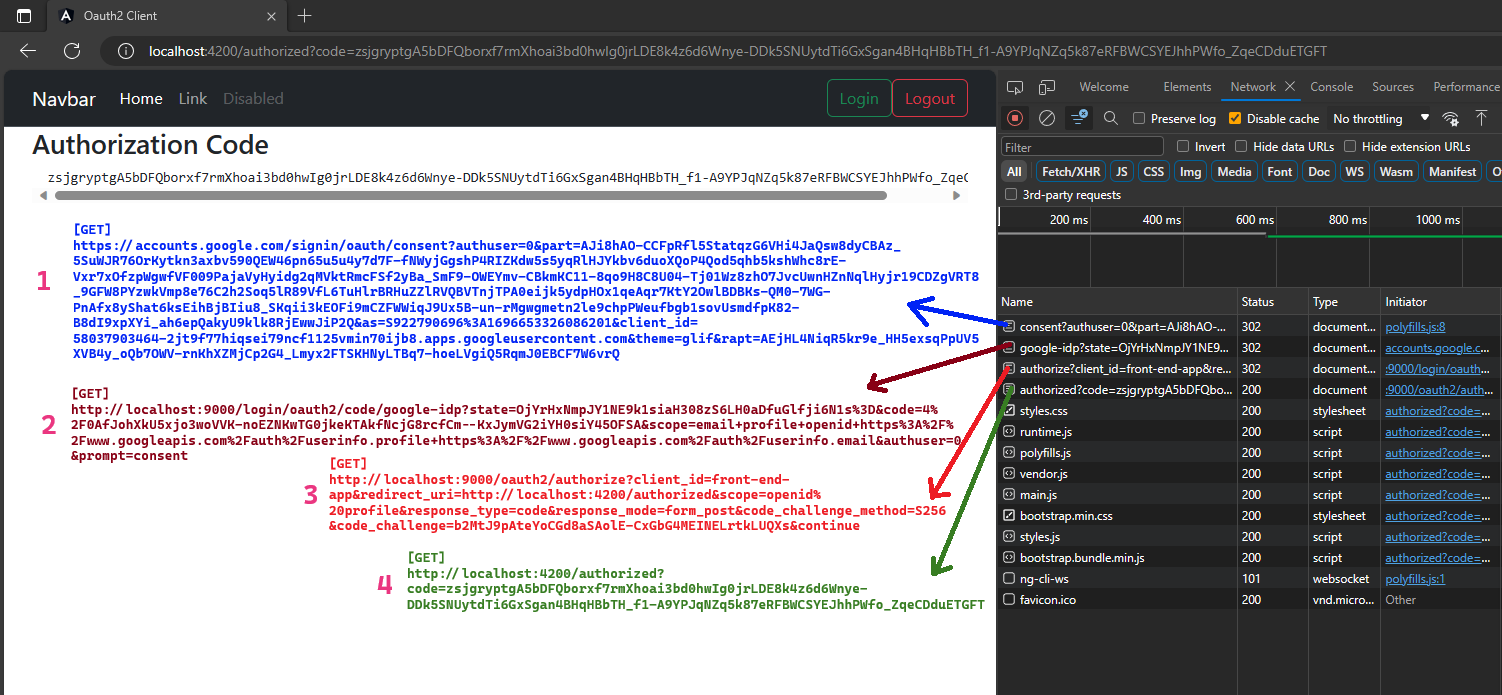 Oauth2 Client
localhost:4200/authorized?code=zsjgryptgA5bDFQborxf7rmXhoai3bd0hwIg0jrLDE8k4z6d6Wnye-DDk5SNUytdTi6GxSgan4BHqHBbTH_f1-A9YPJqNZq5k87eRFBWCSYEJhhPWfo_ZqeCDduETGFT
Navbar Home Link Disabled Login Logout
Authorization Code
zsjgryptgA5bDFQborxf7rmXhoai3bd0hwIg0jrLDE8k4z6d6Wnye-DDk5SNUytdTi6GxSgan4BHqHBbTH_f1-A9YPJqNZq5k87eRFBWCSYEJhhPWfo_ZqeC
1
[GET]
https://accounts.google.com/signin/oauth/consent?authuser=0&part=AJi8hAO-CCFpRfl5StatqzG6VHi4JaQsw8dyCBAz_
5SuWJR76OrKytkn3axbv590QEW46pn65u5u4y7d7F-fNWyjGgshP4RIZKdw5s5yqRlHJYkbv6duoXQoP4Qod5qhb5kshWhc8rE-
Vxr7xOfzpWgwfVF009PajaVyHyidg2qMVktRmcFSf2yBa_SmF9-OWEYmv-CBkmKC11-8qo9H8C8U04-Tj01Wz8zhO7JvcUwnHZnNqlHyjr19CDZgVRT8
_9GFW8PYzwkVmp8e76C2h2Soq5lR89VfL6TuHlrBRHuZZlRVQBVTnjTPA0eijk5ydpHOx1qeAqr7KtY2OwlBDBKs-QM0-7WG-
PnAfx8yShat6ksEihBjBIiu8_SKqii3kEOFi9mCZFWWiqJ9Ux5B-un-rMgwgmetn2le9chpPWeufbgb1sovUsmdfpK82-
B8dI9xpXYi_ah6epQakyU9klk8RjEwwJiP2Q&as=S922790696%3A1696653326086201&client_id=
58037903464-2jt9f77hiqsei79ncf1125vmin70ijb8.apps.googleusercontent.com&theme=glif&rapt=AEjHL4NiqR5kr9e_HH5exsqPpUV5
XVB4y_oQb7OWV-rnKhXZMjCp2G4_Lmyx2FTSKHNyLTBq7-hoeLVgiQ5RqmJ0EBCF7W6vrQ
2
[GET]
http://localhost:9000/login/oauth2/code/google-idp?state=OjYrHxNmpJY1NE9k1siaH308zS6LH0aDfuGlfji6N1s%3D&code=4%
2F0AfJohXkU5xjo3woVVK-noEZNKwTG0jkeKTAkfNcjG8rcfCm--KxJymVG2iYH0siY45OFSA&scope=email+profile+openid+https%3A%2F%
2Fwww.googleapis.com%2Fauth%2Fuserinfo.profile+https%3A%2F%2Fwww.googleapis.com%2Fauth%2Fuserinfo.email&authuser=0
&prompt=consent
3
[GET]
http://localhost:9000/oauth2/authorize?client_id=front-end-
app&redirect_uri=http://localhost:4200/authorized&scope=openid%
20profile&response_type=code&response_mode=form_post&code_challenge_method=S256
&code_challenge=b2MtJ9pAteYoCGd8aSAolE-CxGbG4MEINELrtkLUQXs&continue
4
[GET]
http://localhost:4200/authorized?
code=zsjgryptgA5bDFQborxf7rmXhoai3bd0hwIg0jrLDE8k4z6d6Wnye-
DDk5SNUytdTi6GxSgan4BHqHBbTH_f1-A9YPJqNZq5k87eRFBWCSYEJhhPWfo_ZqeCDduETGFT
Welcome Elements Network Console Sources Performance
Preserve log Disable cache No throttling
Filter Invert Hide data URLs Hide extension URLs
All Fetch/XHR JS CSS Img Media Font Doc WS Wasm Manifest O
3rd-party requests
200 ms 400 ms 600 ms 800 ms 1000 ms
Name Status Type Initiator
consent?authuser=0&part=AJi8hAO-... 302 document... polyfills.js:8
google-idp?state=OjYrHxNmpJY1NE9... 302 document... accounts.google.c...
authorize?client_id=front-end-app&re... 302 document... :9000/login/oauth...
authorized?code=zsjgryptgA5bDFQbo... 200 document :9000/oauth2/auth...
styles.css 200 stylesheet authorized?code=...
runtime.js 200 script authorized?code=...
polyfills.js 200 script authorized?code=...
vendor.js 200 script authorized?code=...
main.js 200 script authorized?code=...
bootstrap.min.css 200 stylesheet authorized?code=...
styles.js 200 script authorized?code=...
bootstrap.bundle.min.js 200 script authorized?code=...
ng-cli-ws 101 websocket polyfills.js:1
favicon.ico 200 vnd.micro... Other